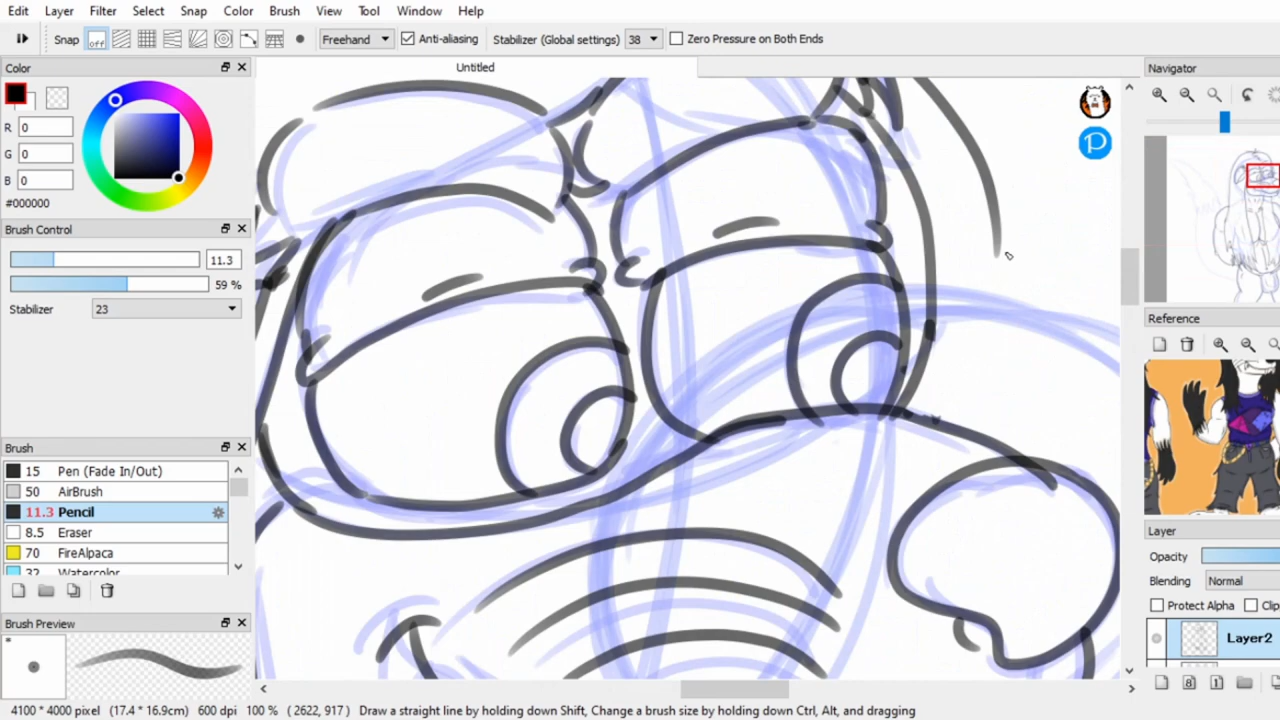 Edit Layer Filter Select Snap Color Brush View Tool Window Help
Snap off Freehand Anti-aliasing Stabilizer (Global settings) 38 Zero Pressure on Both Ends
Color
Untitled
Navigator
R 0
G 0
B 0
#000000
Brush Control
11.3
59 %
Stabilizer 23
Reference
Brush
15 Pen (Fade In/Out)
50 AirBrush
11.3 Pencil
8.5 Eraser
70 FireAlpaca
32 Watercolor
Brush Preview
Layer
Opacity
Blending Normal
Protect Alpha Clip
Layer2
4100 * 4000 pixel (17.4 * 16.9cm) 600 dpi 100 % ( 2622, 917 ) Draw a straight line by holding down Shift, Change a brush size by holding down Ctrl, Alt, and dragging